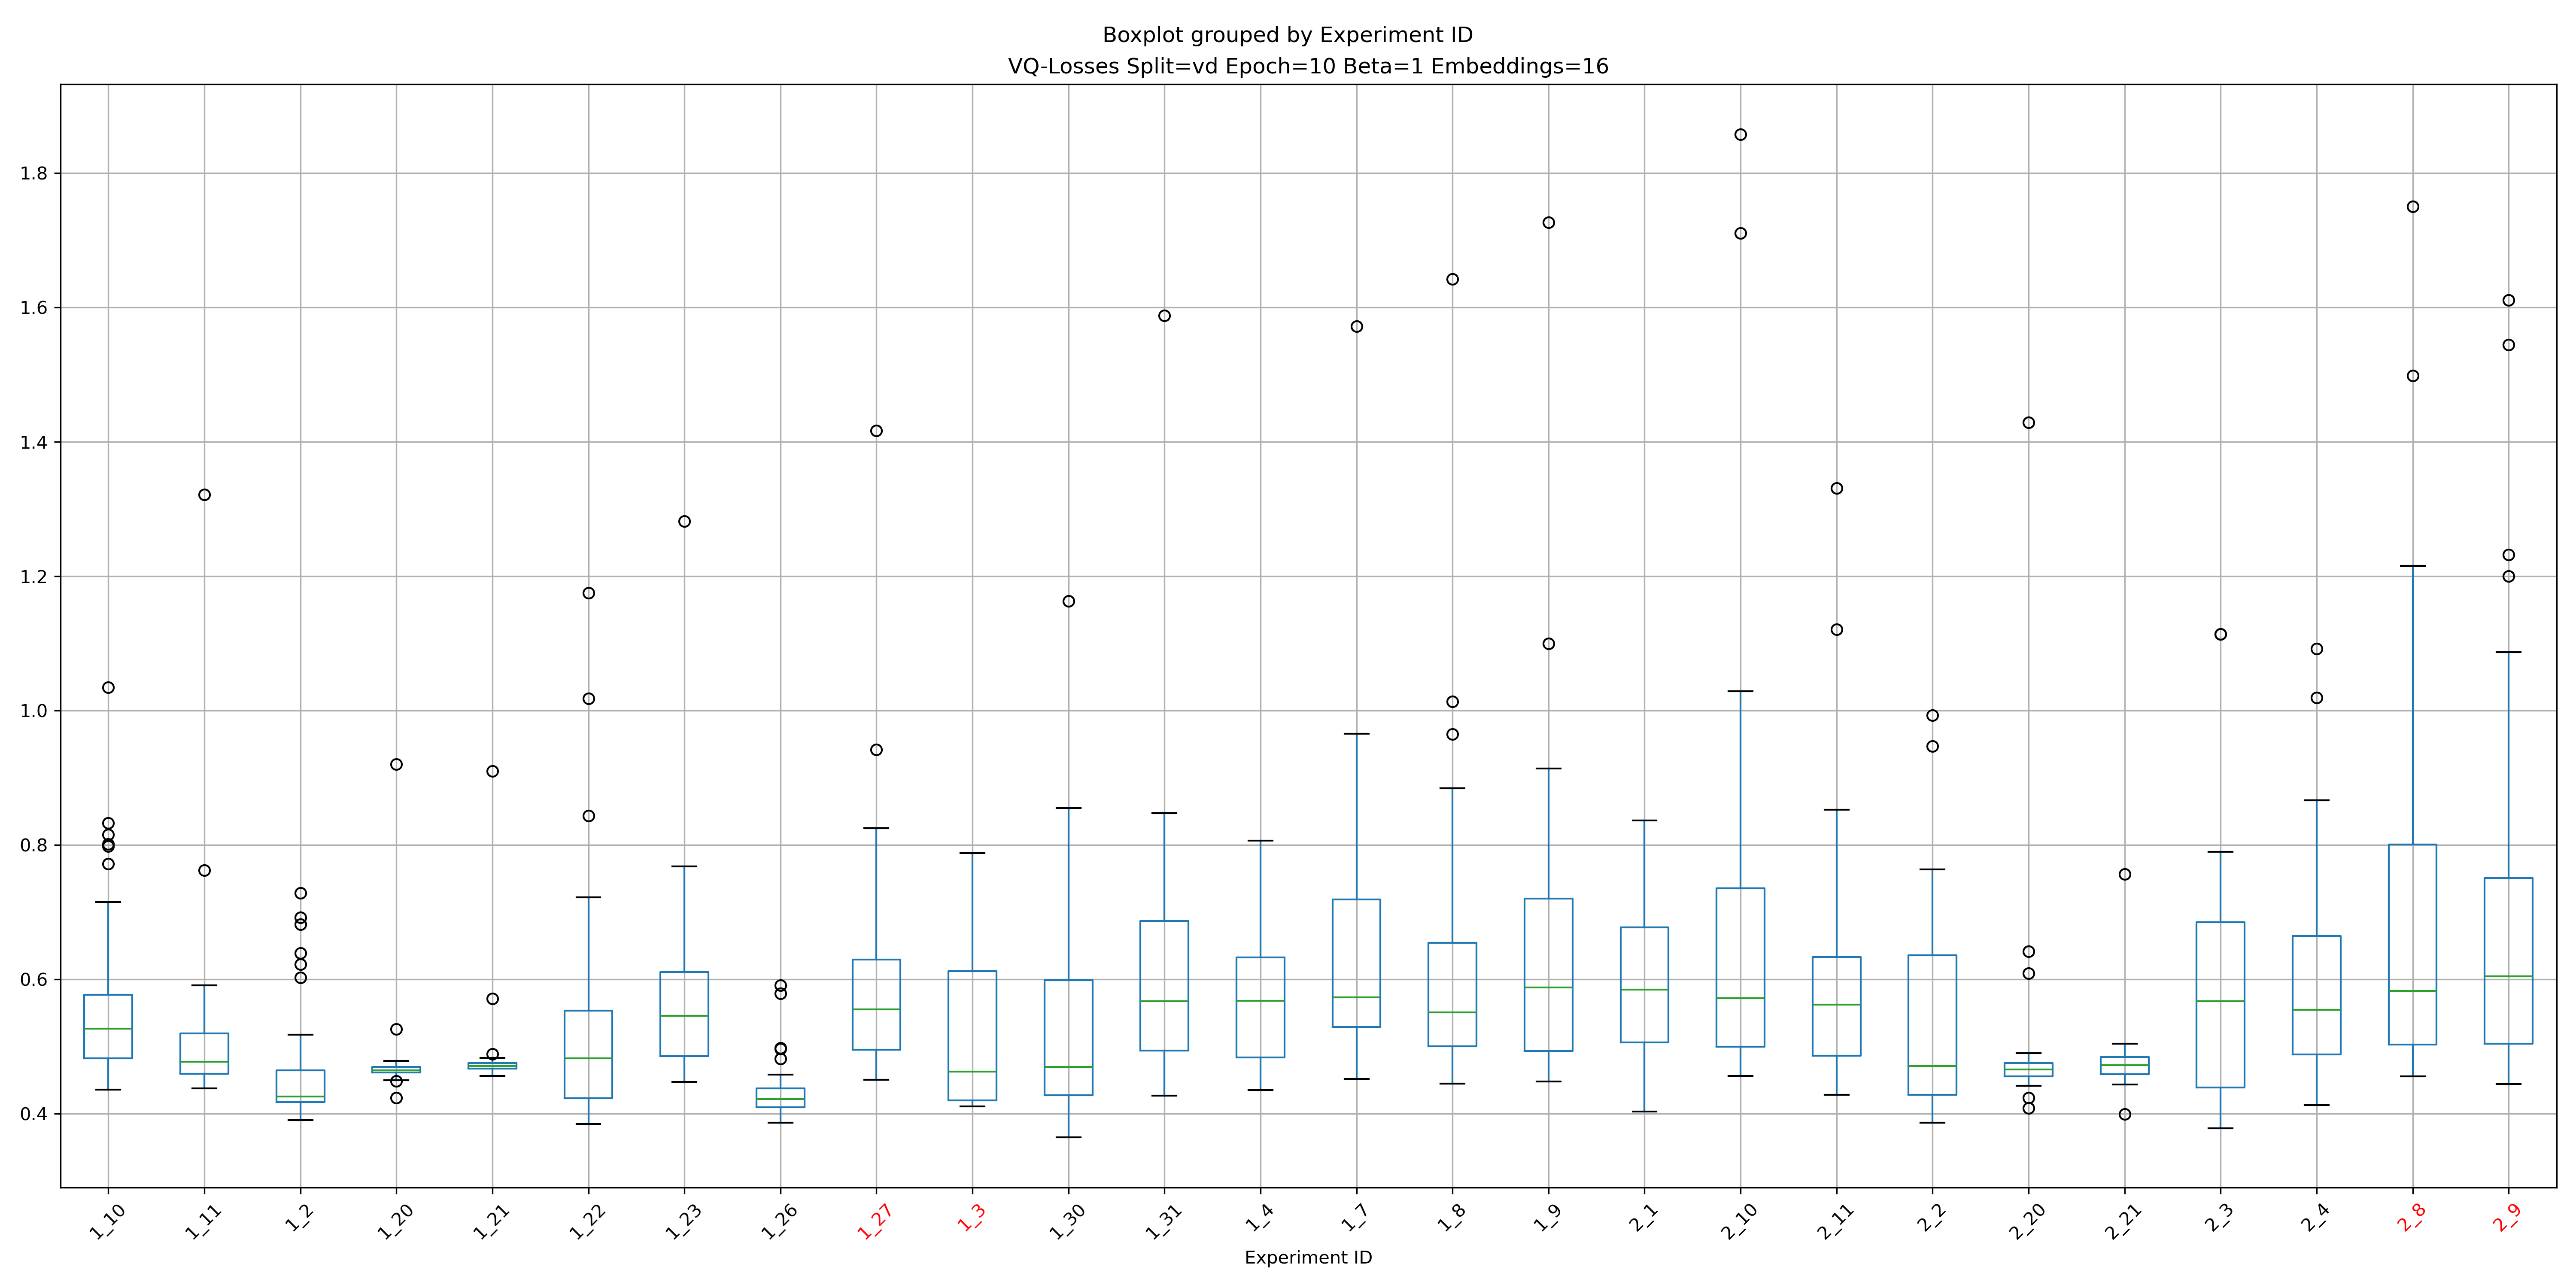 Boxplot grouped by Experiment ID
VQ-Losses Split=vd Epoch=10 Beta=1 Embeddings=16
1.8
1.6
1.4
1.2
1.0
0.8
0.6
0.4
1_10 1_11 1_2 1_20 1_21 1_22 1_23 1_26 1_27 1_3 1_30 1_31 1_4 1_7 1_8 1_9 2_1 2_10 2_11 2_2 2_20 2_21 2_3 2_4 2_8 2_9
Experiment ID